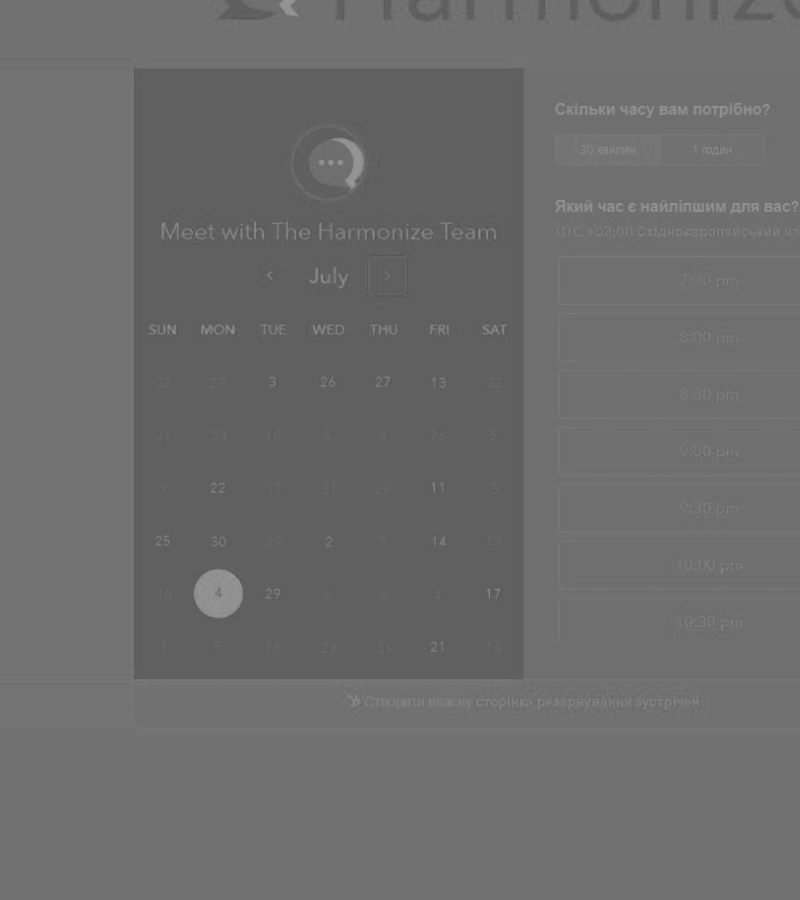 Harmonize
Meet with The Harmonize Team
July
SUN MON TUE WED THU FRI SAT
22 27 3 26 27 13 22
21 24 18 5 4 26 5
9 22 17 31 25 11 3
25 30 29 2 5 14 13
10 4 29 6 8 4 17
1 5 18 29 31 21 14
Скільки часу вам потрібно?
30 хвилин 1 годин
Який час є найліпшим для вас?
UTC +03:00 Східноєвропейський ча
7:30 pm
8:00 pm
8:30 pm
9:00 pm
9:30 pm
10:00 pm
10:30 pm
Створити власну сторінка резервування зустрічей